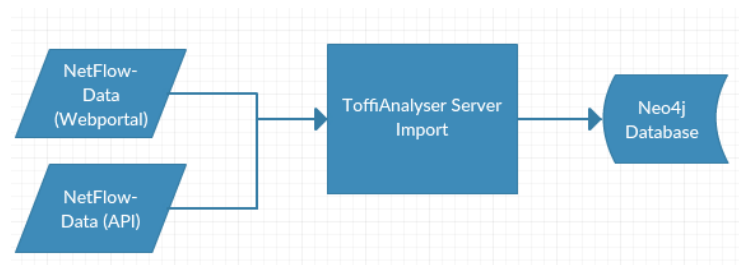 NetFlow-
Data
(Webportal)
NetFlow-
Data (API)
ToffiAnalyser Server
Import
Neo4j
Database